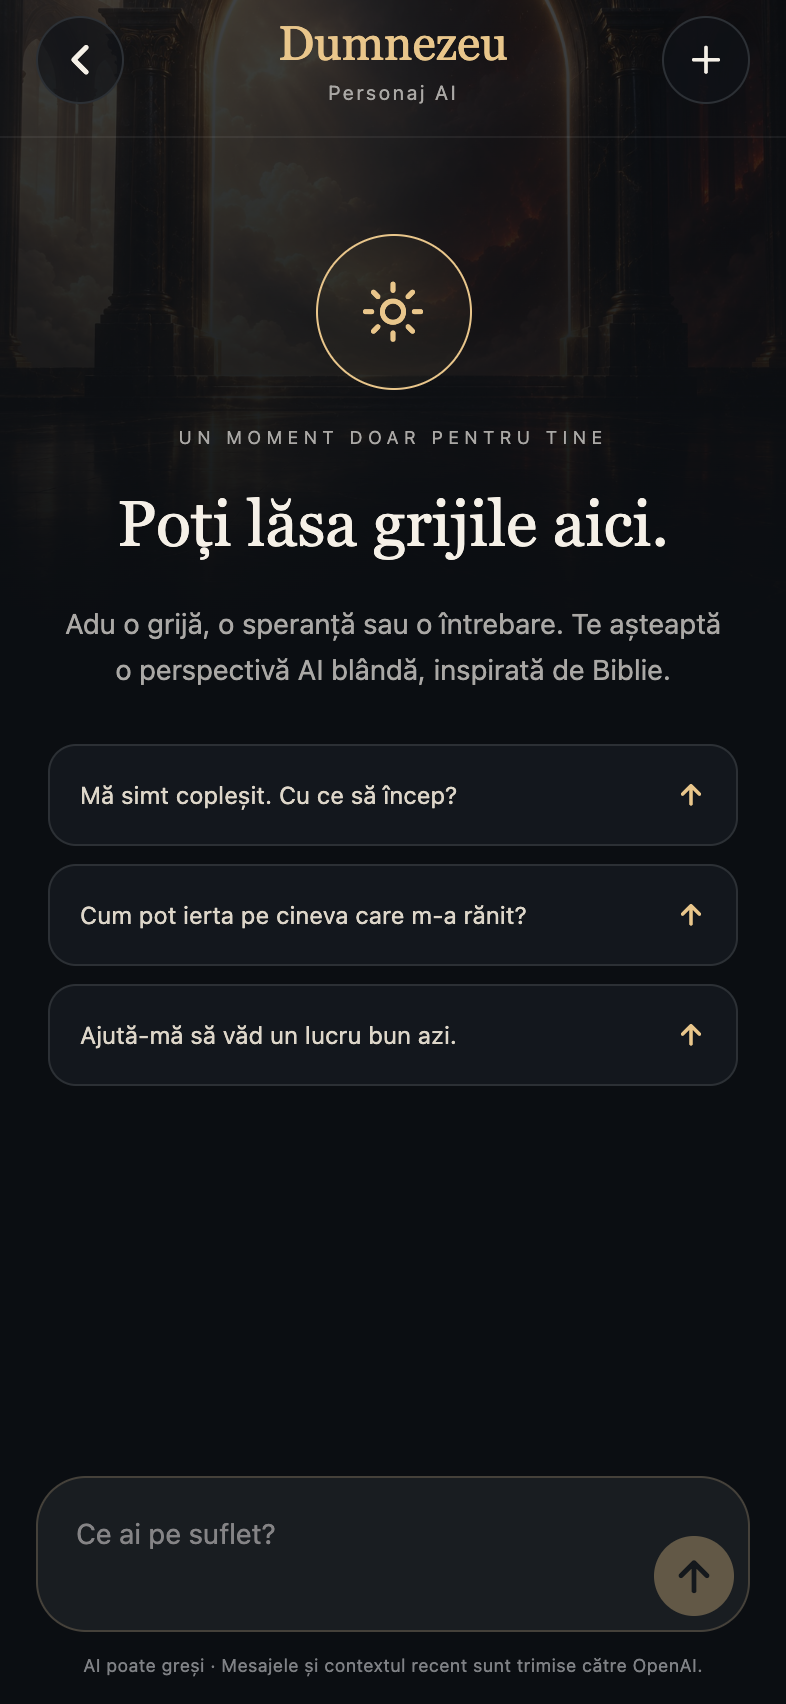 Dumnezeu
Personaj AI
UN MOMENT DOAR PENTRU TINE
Poți lăsa grijile aici.
Adu o grijă, o speranță sau o întrebare. Te așteaptă
o perspectivă AI blândă, inspirată de Biblie.
Mă simt copleșit. Cu ce să încep?
Cum pot ierta pe cineva care m-a rănit?
Ajută-mă să văd un lucru bun azi.
Ce ai pe suflet?
AI poate greși · Mesajele și contextul recent sunt trimise către OpenAI.